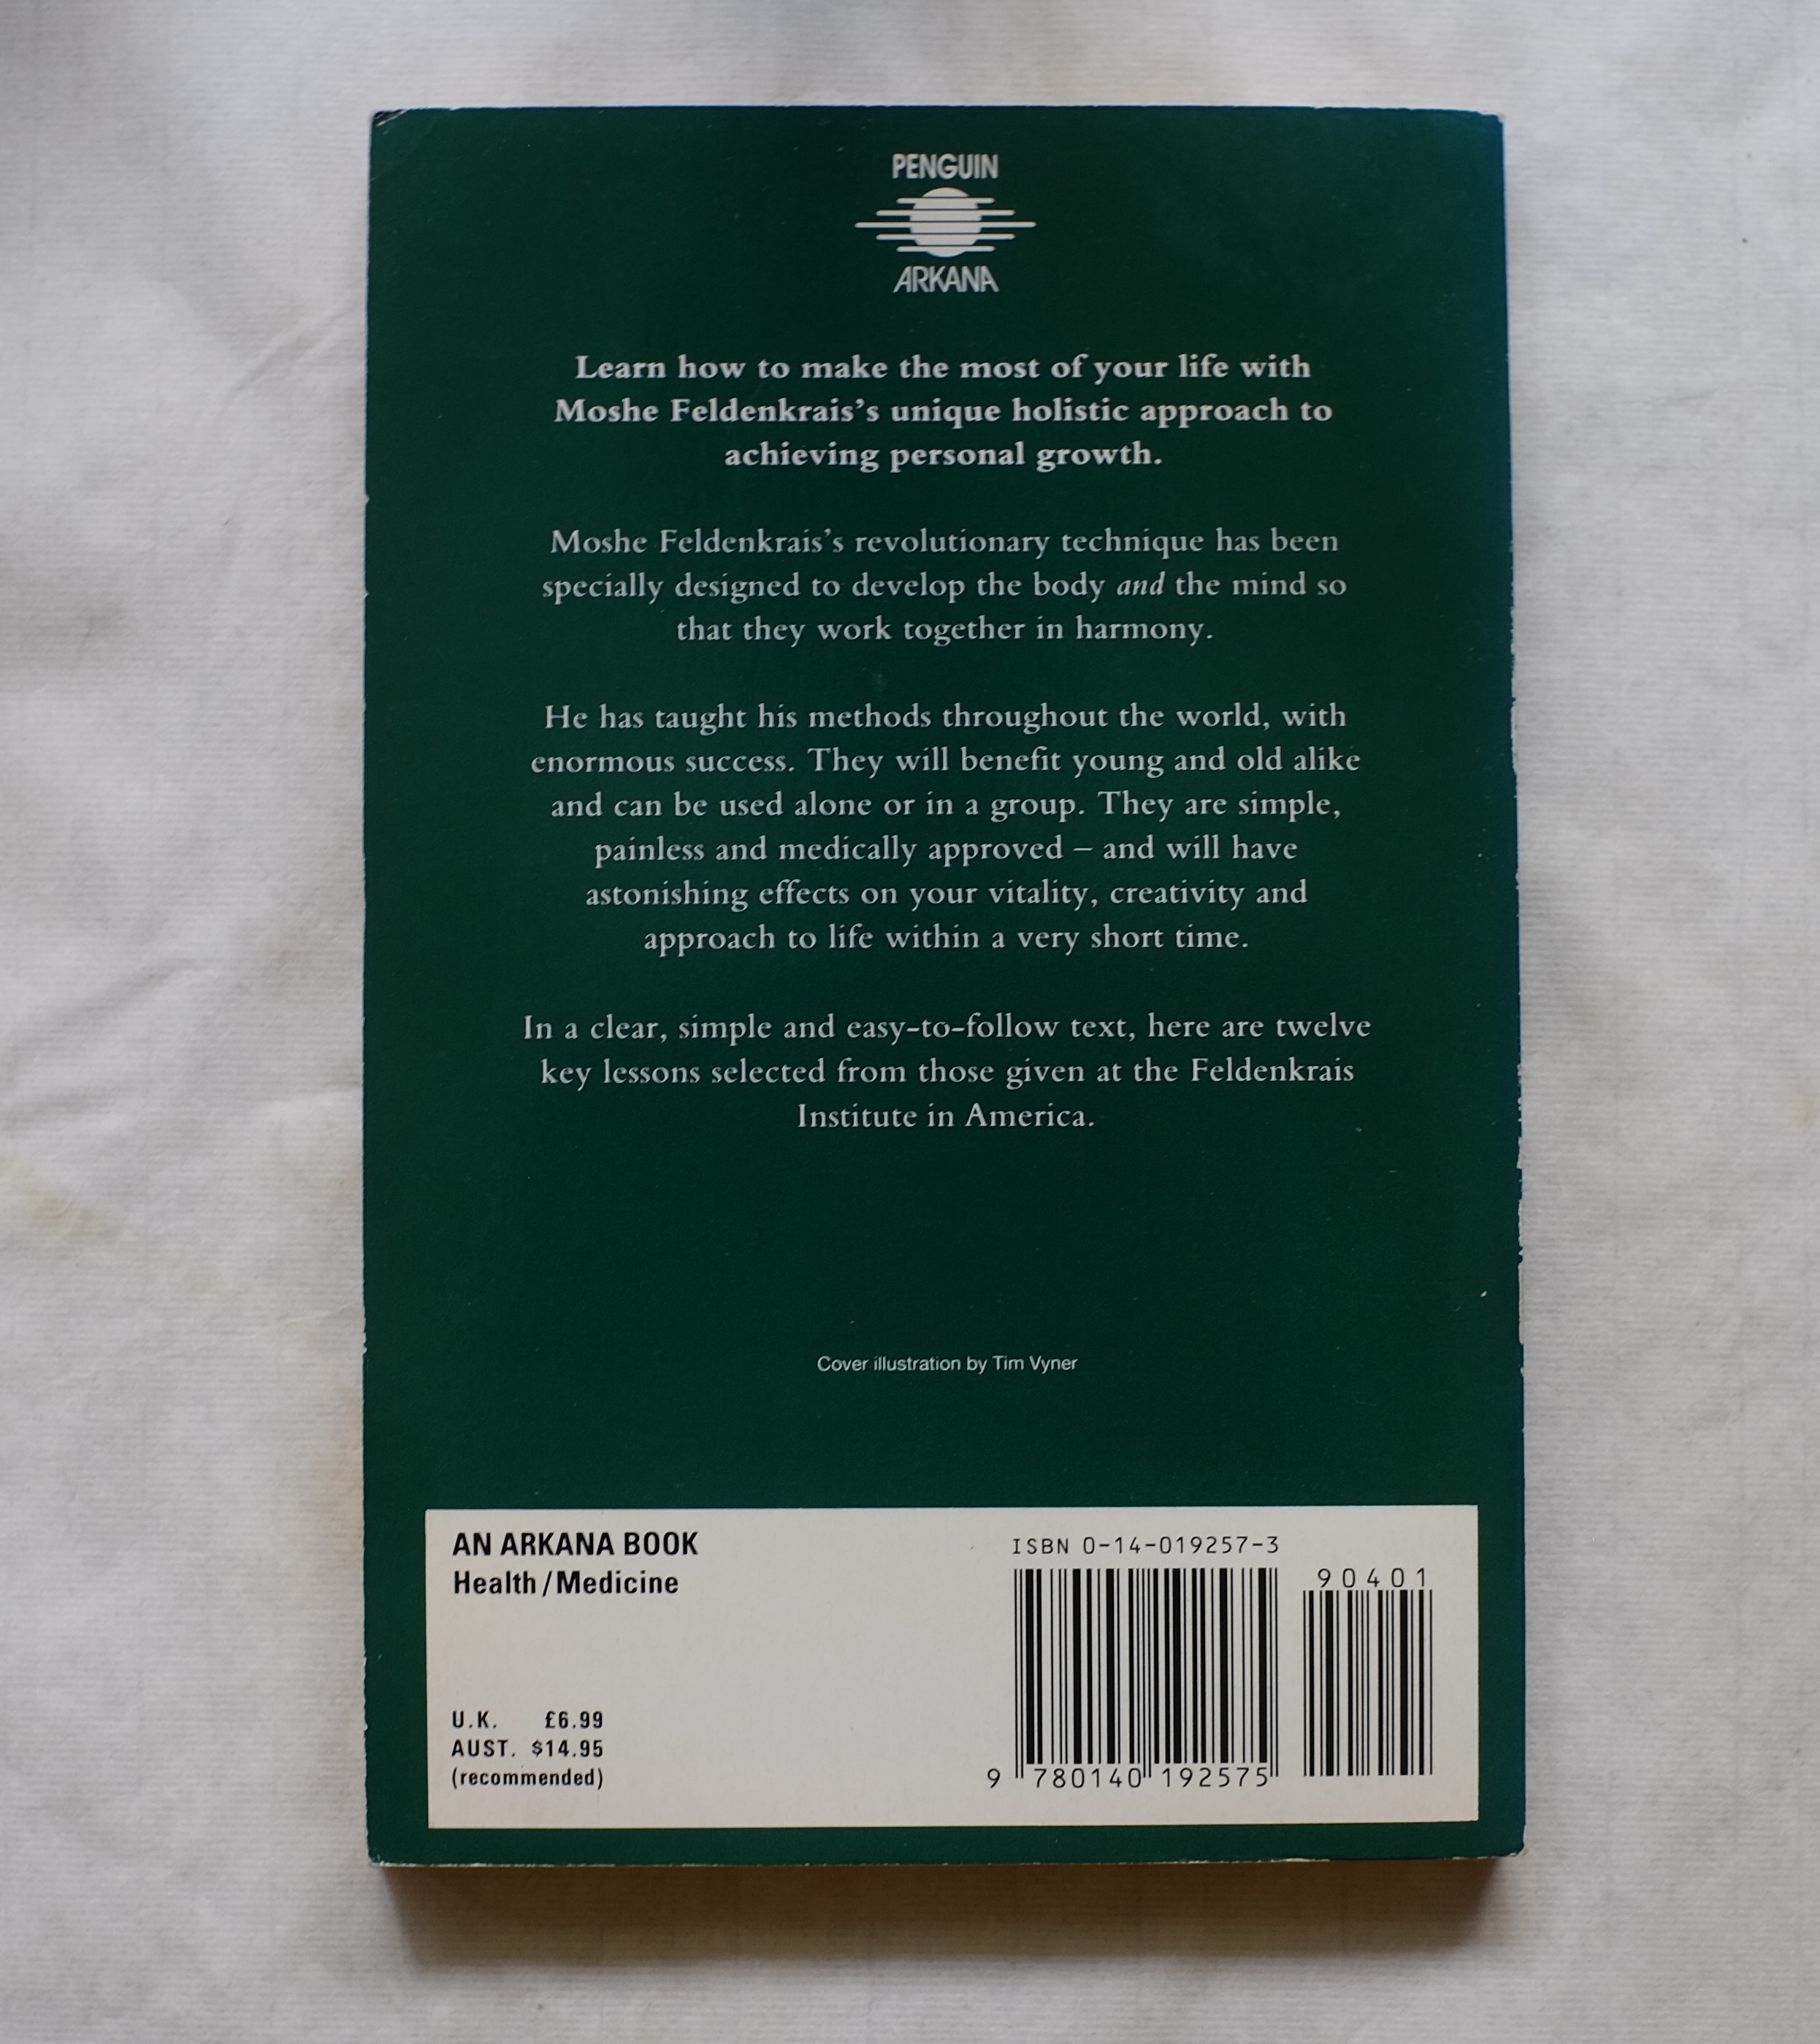 PENGUIN
ARKANA
Learn how to make the most of your life with
Moshe Feldenkrais's unique holistic approach to
achieving personal growth.
Moshe Feldenkrais's revolutionary technique has been
specially designed to develop the body and the mind so
that they work together in harmony.
He has taught his methods throughout the world, with
enormous success. They will benefit young and old alike
and can be used alone or in a group. They are simple,
painless and medically approved – and will have
astonishing effects on your vitality, creativity and
approach to life within a very short time.
In a clear, simple and easy-to-follow text, here are twelve
key lessons selected from those given at the Feldenkrais
Institute in America.
Cover illustration by Tim Vyner
AN ARKANA BOOK
Health/Medicine
U.K. £6.99
AUST. $14.95
(recommended)
ISBN 0-14-019257-3
90401
9 780140 192575